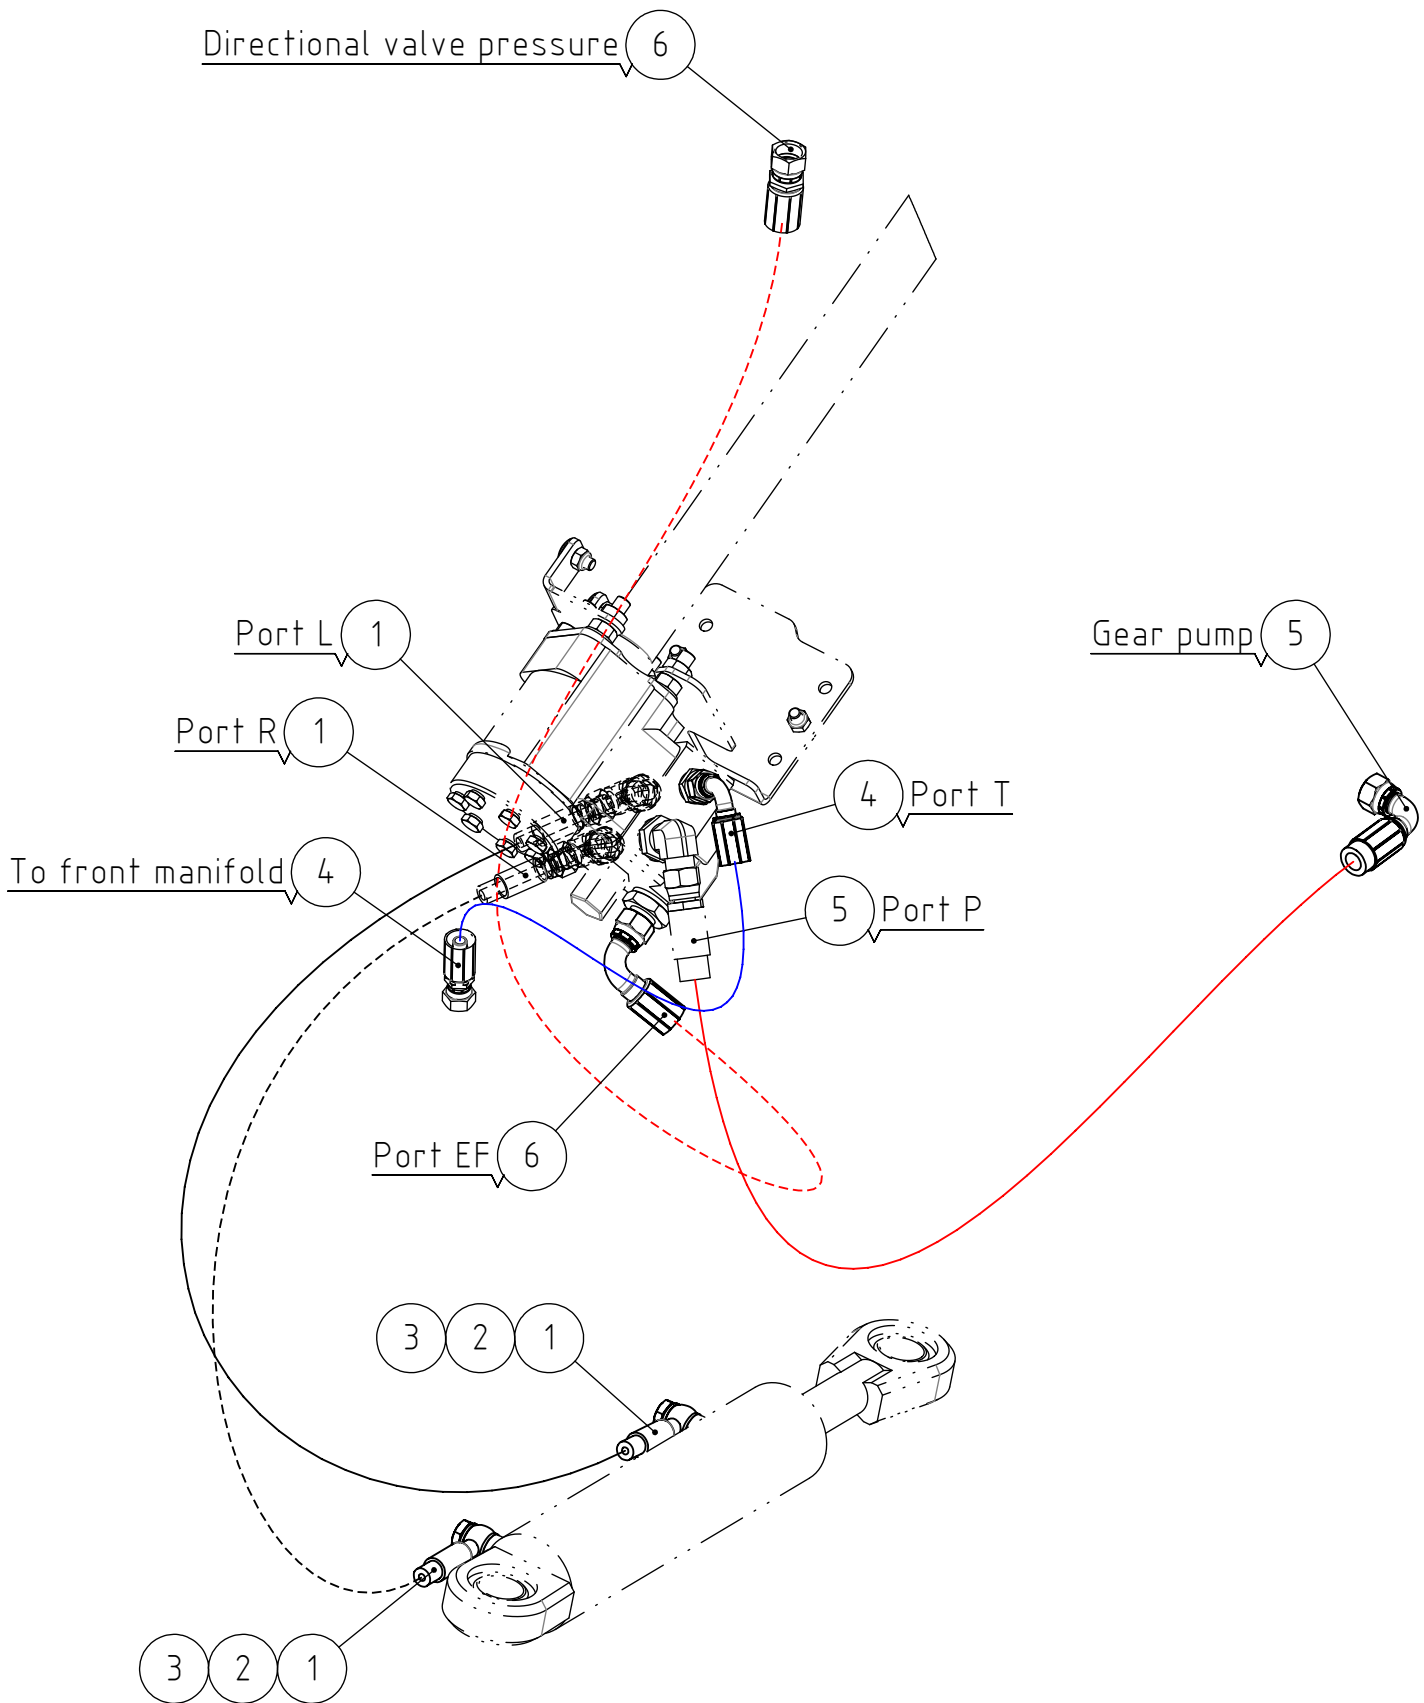 Directional valve pressure 6
Port L 1
Gear pump 5
Port R 1
4 Port T
To front manifold 4
5 Port P
Port EF 6
3 2 1
3 2 1